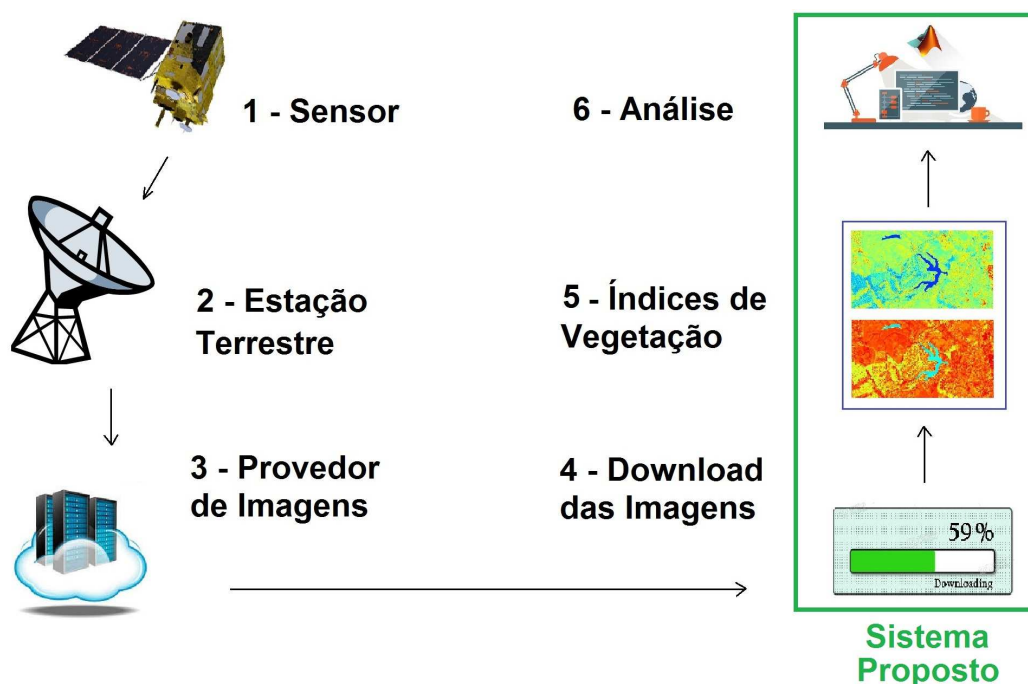 1 - Sensor
2 - Estação
Terrestre
3 - Provedor
de Imagens
4 - Download
das Imagens
59%
Downloading
5 - Índices de
Vegetação
6 - Análise
Sistema
Proposto